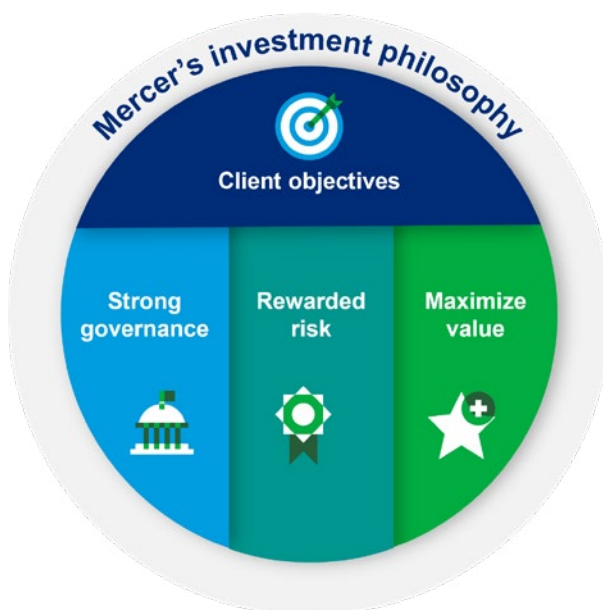 Mercer's investment philosophy
Client objectives
Strong
governance
Rewarded
risk
Maximize
value